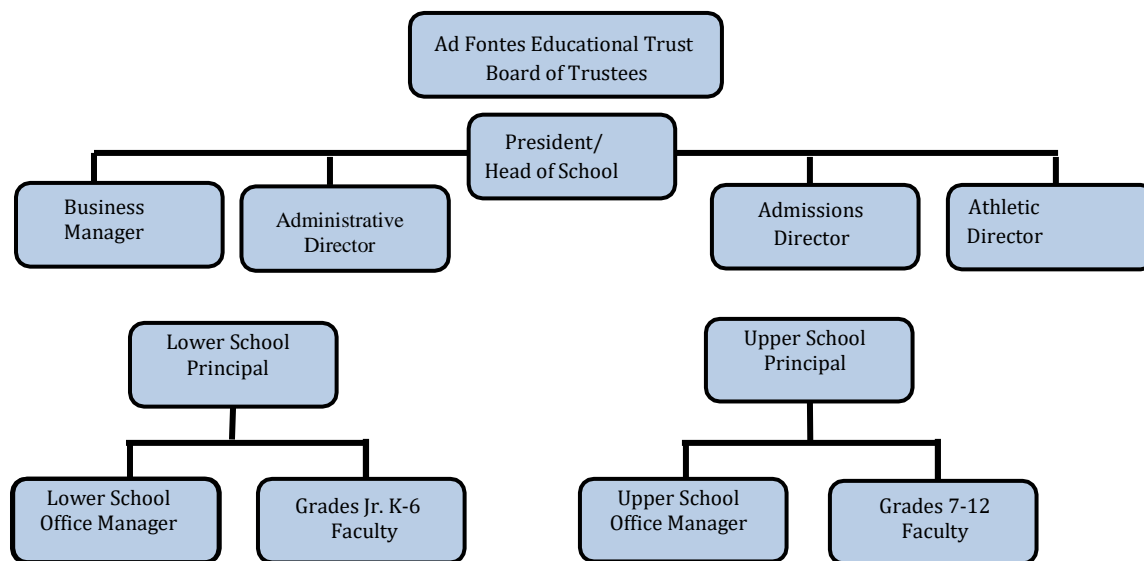 Ad Fontes Educational Trust
Board of Trustees
President/
Head of School
Business
Manager
Administrative
Director
Admissions
Director
Athletic
Director
Lower School
Principal
Upper School
Principal
Lower School
Office Manager
Grades Jr. K-6
Faculty
Upper School
Office Manager
Grades 7-12
Faculty